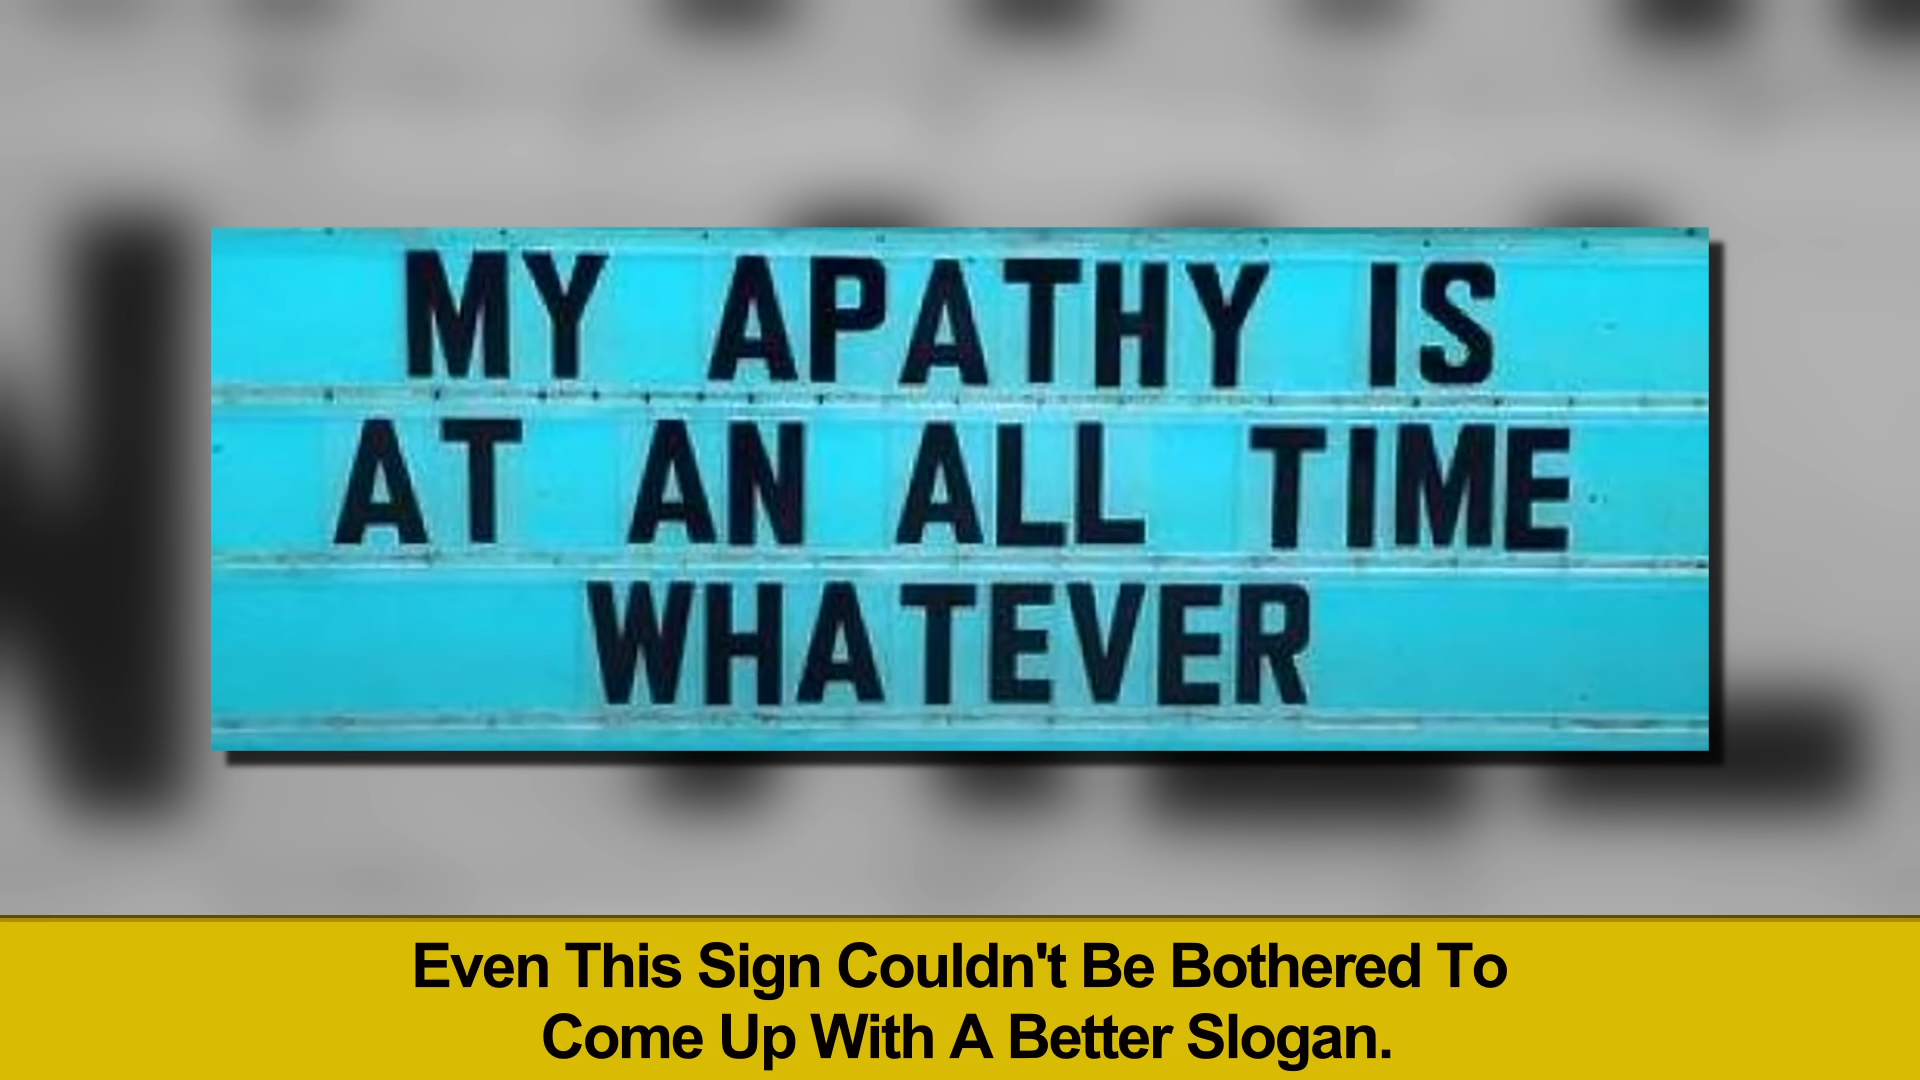 MY APATHY IS
AT AN ALL TIME
WHATEVER
Even This Sign Couldn't Be Bothered To
Come Up With A Better Slogan.